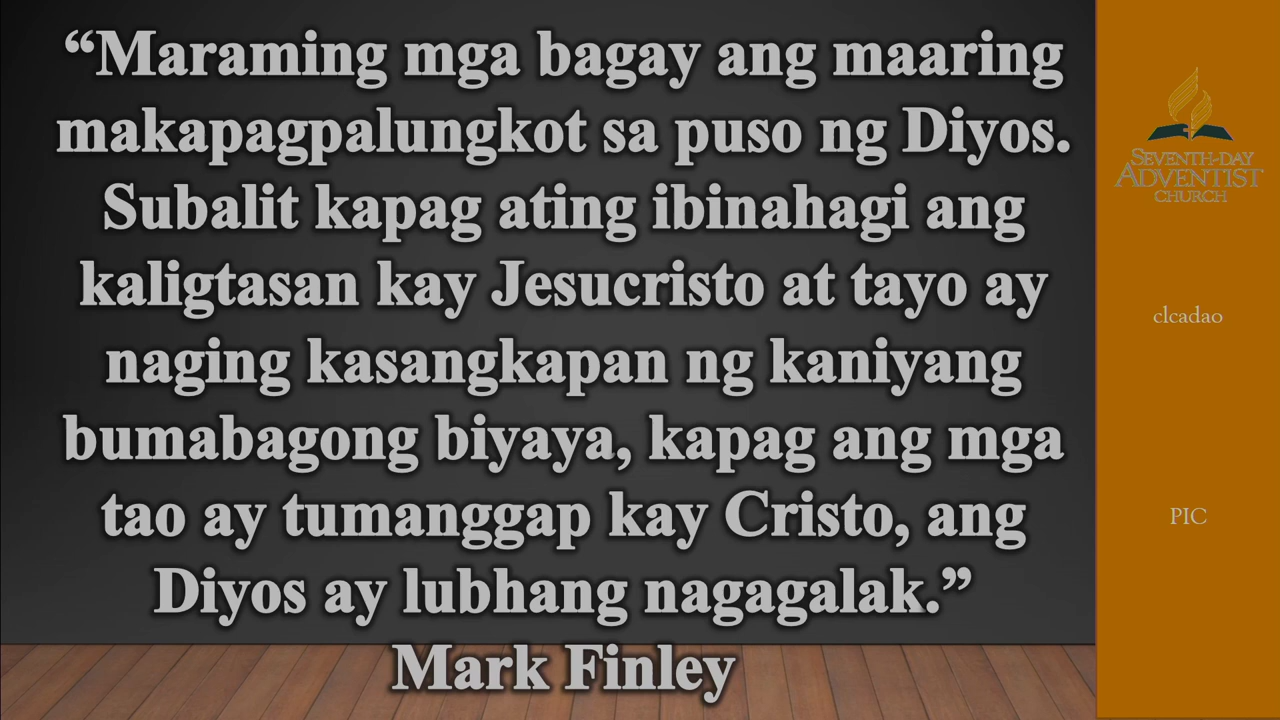 “Maraming mga bagay ang maaring
makapagpalungkot sa puso ng Diyos.
Subalit kapag ating ibinahagi ang
kaligtasan kay Jesucristo at tayo ay
naging kasangkapan ng kaniyang
bumabagong biyaya, kapag ang mga
tao ay tumanggap kay Cristo, ang
Diyos ay lubhang nagagalak.”
Mark Finley
SEVENTH-DAY
ADVENTIST
CHURCH
clcadao
PIC